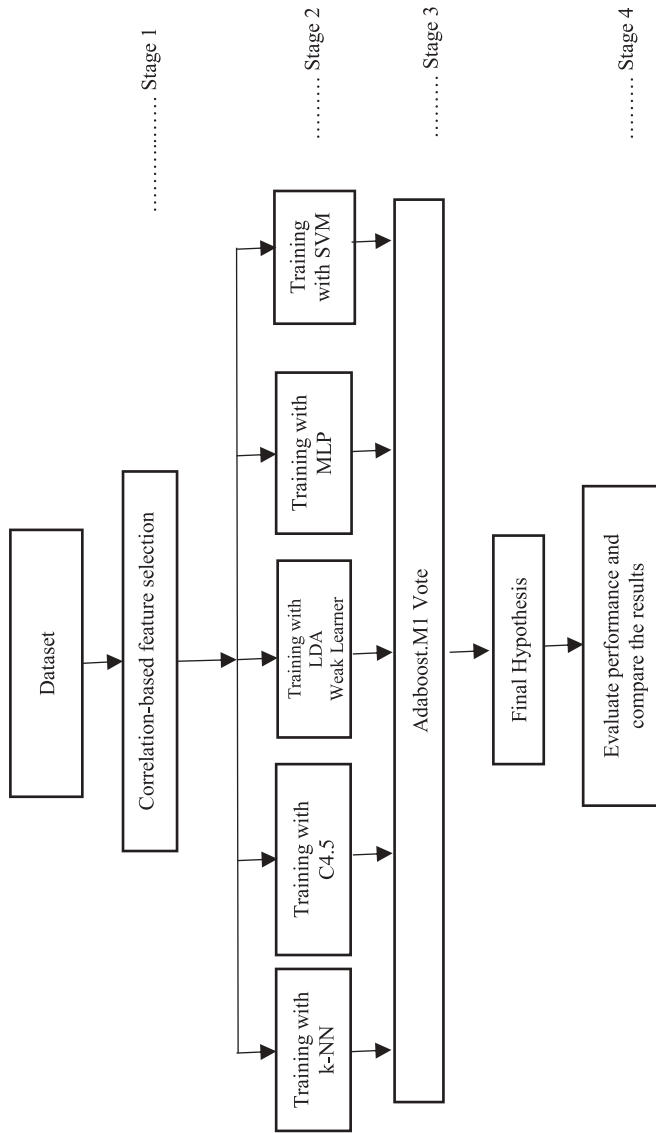 Dataset
Correlation-based feature selection
………..…… Stage 1
Training with
k-NN
Training with
C4.5
Training with
LDA
Weak Learner
Training with
MLP
Training
with SVM
……… Stage 2
Adaboost.M1 Vote
……… Stage 3
Final Hypothesis
Evaluate performance and
compare the results
……… Stage 4